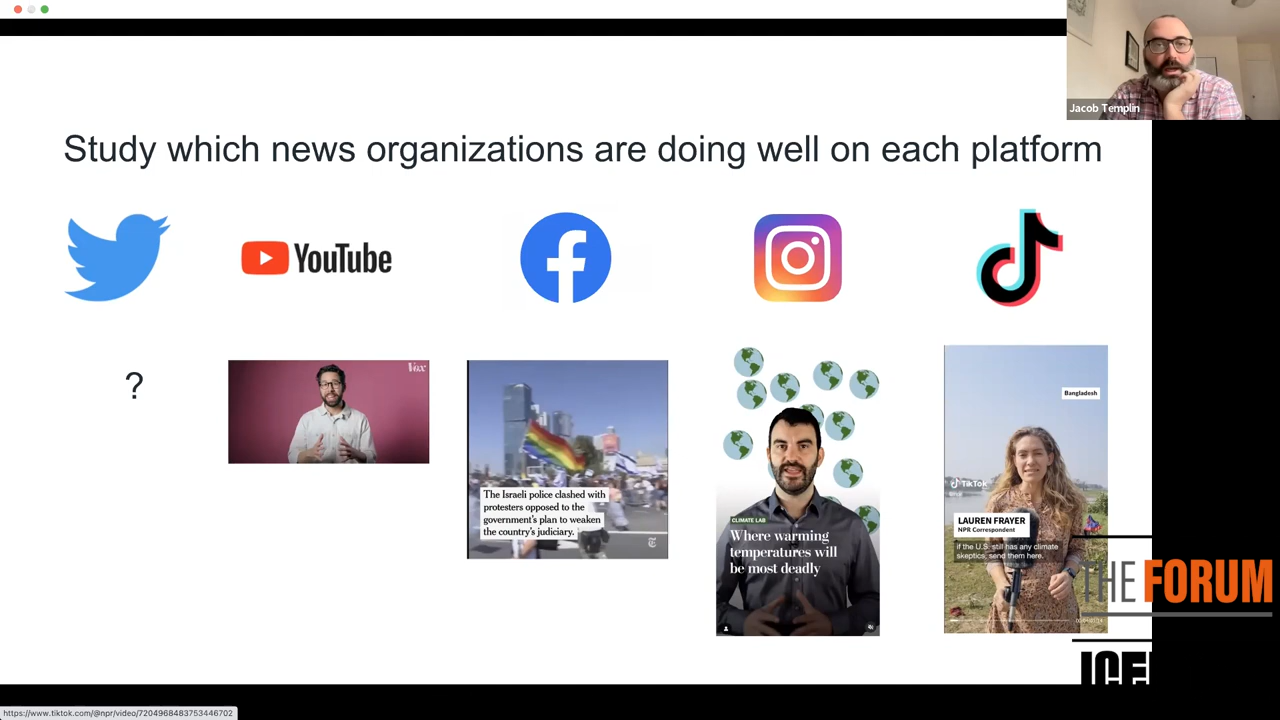 Jacob Templin
Study which news organizations are doing well on each platform
YouTube
?
Vox
The Israeli police clashed with
protesters opposed to the
government's plan to weaken
the country's judiciary.
CLIMATE LAB
Where warming
temperatures will
be most deadly
Bangladesh
TikTok
LAUREN FRAYER
NPR Correspondent
if the U.S. still has any climate
skeptics, send them here.
THE FORUM
https://www.tiktok.com/@npr/video/7204968483753446702